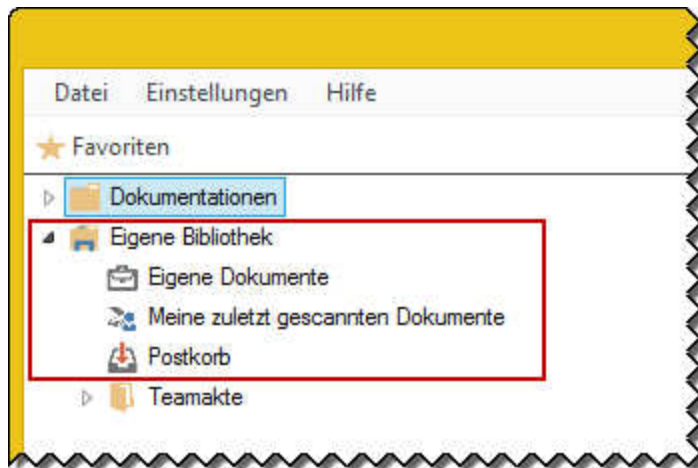 Datei Einstellungen Hilfe
Favoriten
Dokumentationen
Eigene Bibliothek
Eigene Dokumente
Meine zuletzt gescannten Dokumente
Postkorb
Teamakte